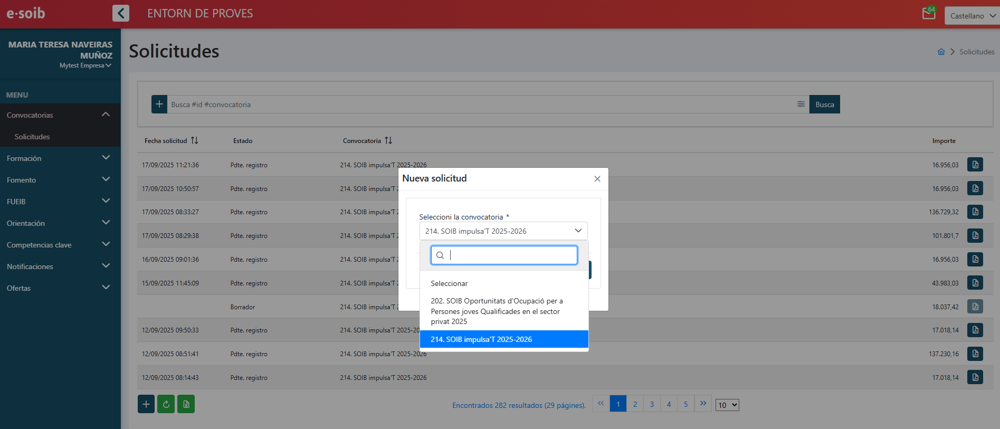 e·soib
ENTORN DE PROVES
64
Castellano
MARIA TERESA NAVEIRAS
MUÑOZ
Mytest Empresa
MENU
Convocatorias
Solicitudes
Formación
Fomento
FUEIB
Orientación
Competencias clave
Notificaciones
Ofertas
Solicitudes
Solicitudes
Busca #id #convocatoria
Busca
Fecha solicitud Estado Convocatoria Importe
17/09/2025 11:21:36 Pdte. registro 214. SOIB impulsa'T 2025-2026 16.956,03
17/09/2025 10:50:57 Pdte. registro 214. SOIB impulsa'T 16.956,03
17/09/2025 08:33:27 Pdte. registro 214. SOIB impulsa'T 136.729,32
17/09/2025 08:29:38 Pdte. registro 214. SOIB impulsa'T 101.801,7
16/09/2025 09:01:36 Pdte. registro 214. SOIB impulsa'T 16.956,03
15/09/2025 11:45:09 Pdte. registro 214. SOIB impulsa'T 43.983,03
Borrador 214. SOIB impulsa'T 18.037,42
12/09/2025 09:50:33 Pdte. registro 214. SOIB impulsa'T 2025-20 17.018,14
12/09/2025 08:51:41 Pdte. registro 214. SOIB impulsa'T 2025-2026 137.230,16
12/09/2025 08:14:43 Pdte. registro 214. SOIB impulsa'T 2025-2026 17.018,14
Nueva solicitud
Seleccioni la convocatoria *
214. SOIB impulsa'T 2025-2026
Seleccionar
202. SOIB Oportunitats d'Ocupació per a
Persones joves Qualificades en el sector
privat 2025
214. SOIB impulsa'T 2025-2026
Encontrados 282 resultados (29 págines). « 1 2 3 4 5 » 10